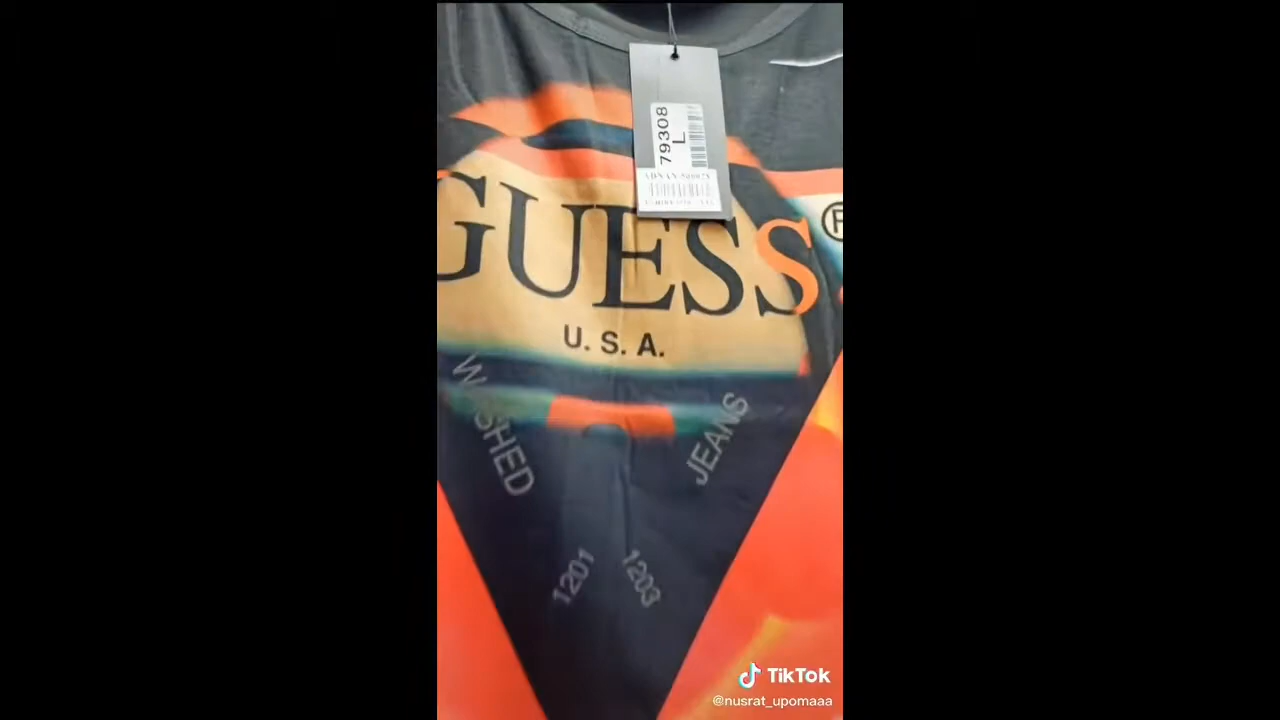 79308
L
GUESS
®
U. S. A.
WASHED
JEANS
1201
1203
TikTok
@nusrat_upomaaa